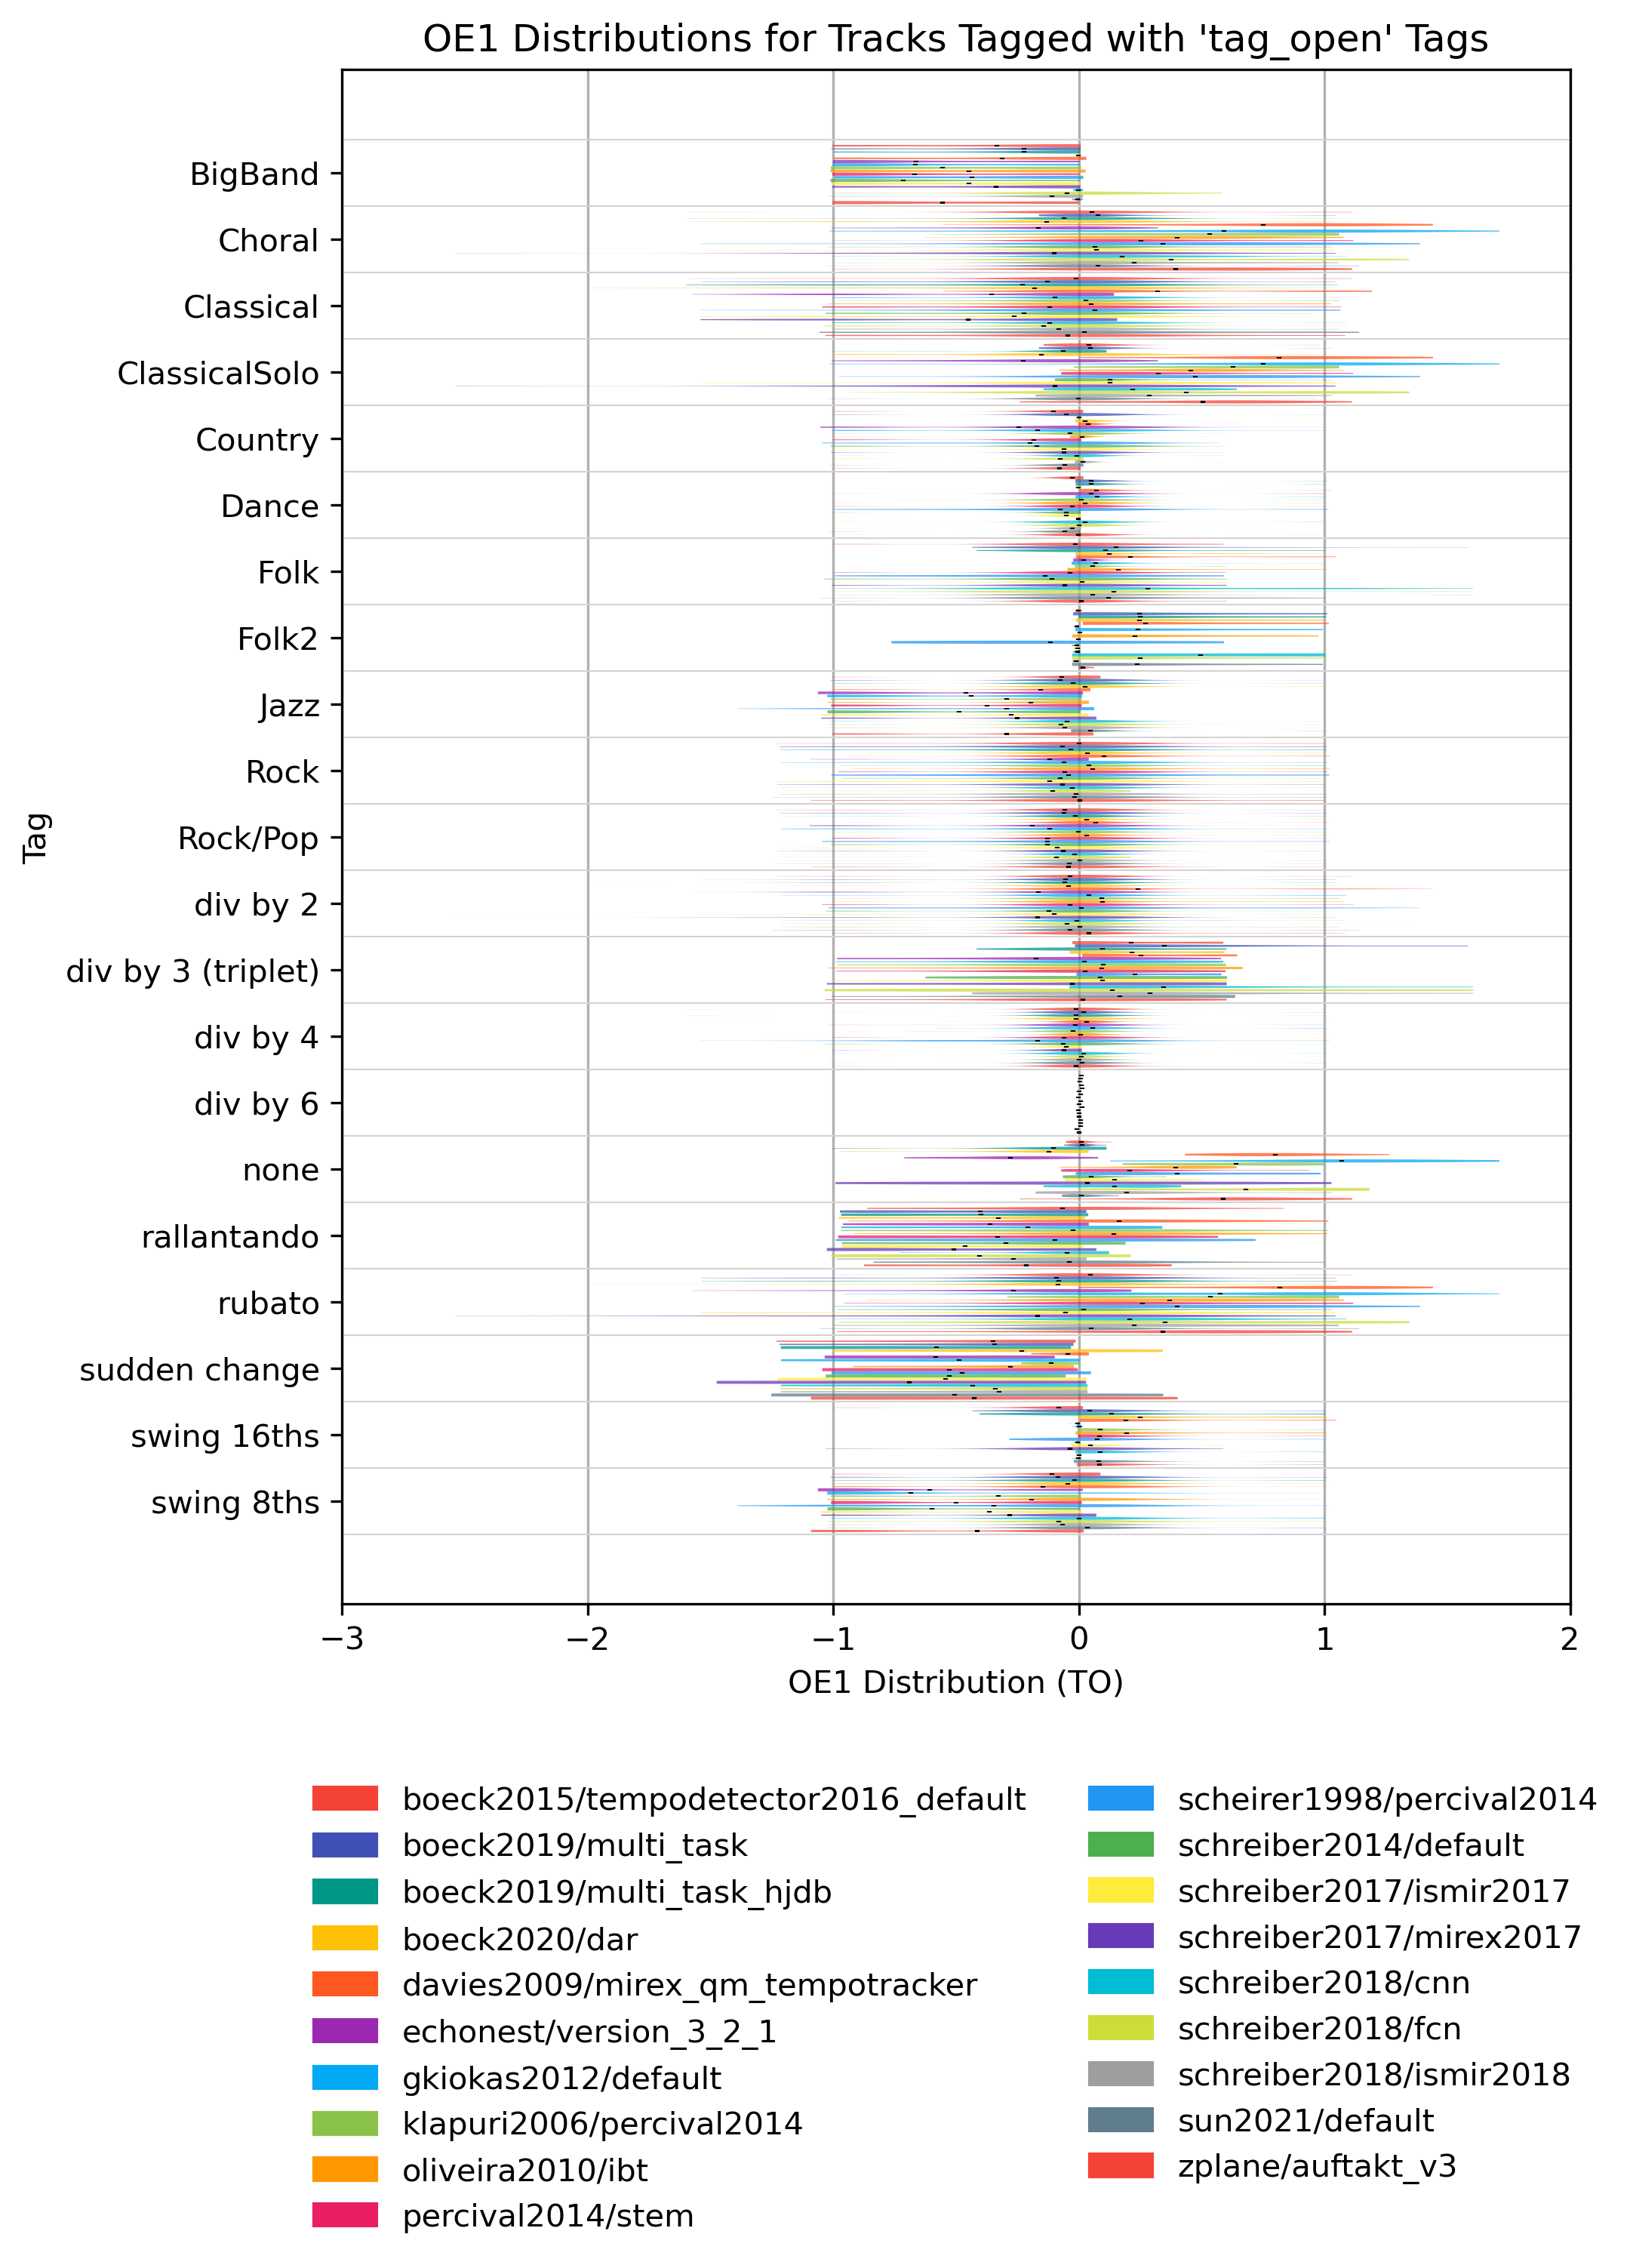 OE1 Distributions for Tracks Tagged with 'tag_open' Tags
BigBand
Choral
Classical
ClassicalSolo
Country
Dance
Folk
Folk2
Jazz
Rock
Rock/Pop
div by 2
div by 3 (triplet)
div by 4
div by 6
none
rallantando
rubato
sudden change
swing 16ths
swing 8ths
Tag
−3 −2 −1 0 1 2
OE1 Distribution (TO)
boeck2015/tempodetector2016_default
boeck2019/multi_task
boeck2019/multi_task_hjdb
boeck2020/dar
davies2009/mirex_qm_tempotracker
echonest/version_3_2_1
gkiokas2012/default
klapuri2006/percival2014
oliveira2010/ibt
percival2014/stem
scheirer1998/percival2014
schreiber2014/default
schreiber2017/ismir2017
schreiber2017/mirex2017
schreiber2018/cnn
schreiber2018/fcn
schreiber2018/ismir2018
sun2021/default
zplane/auftakt_v3